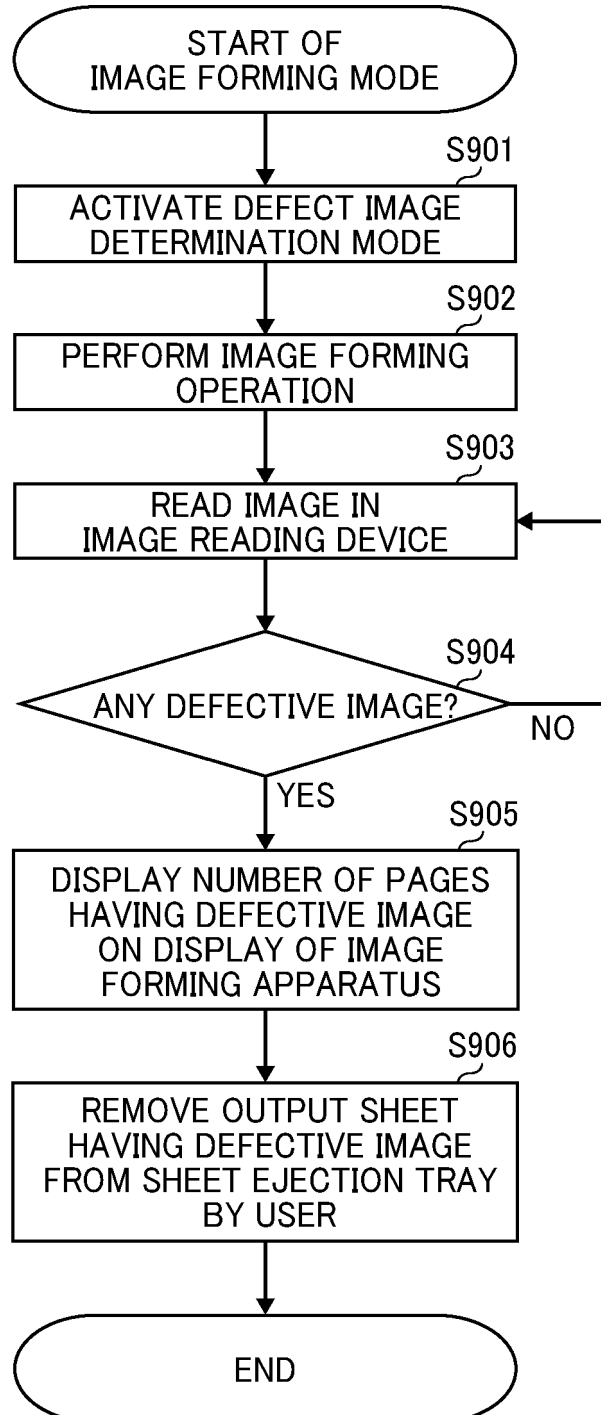 START OF
IMAGE FORMING MODE
S901
ACTIVATE DEFECT IMAGE
DETERMINATION MODE
S902
PERFORM IMAGE FORMING
OPERATION
S903
READ IMAGE IN
IMAGE READING DEVICE
S904
ANY DEFECTIVE IMAGE?
NO
YES
S905
DISPLAY NUMBER OF PAGES
HAVING DEFECTIVE IMAGE
ON DISPLAY OF IMAGE
FORMING APPARATUS
S906
REMOVE OUTPUT SHEET
HAVING DEFECTIVE IMAGE
FROM SHEET EJECTION TRAY
BY USER
END